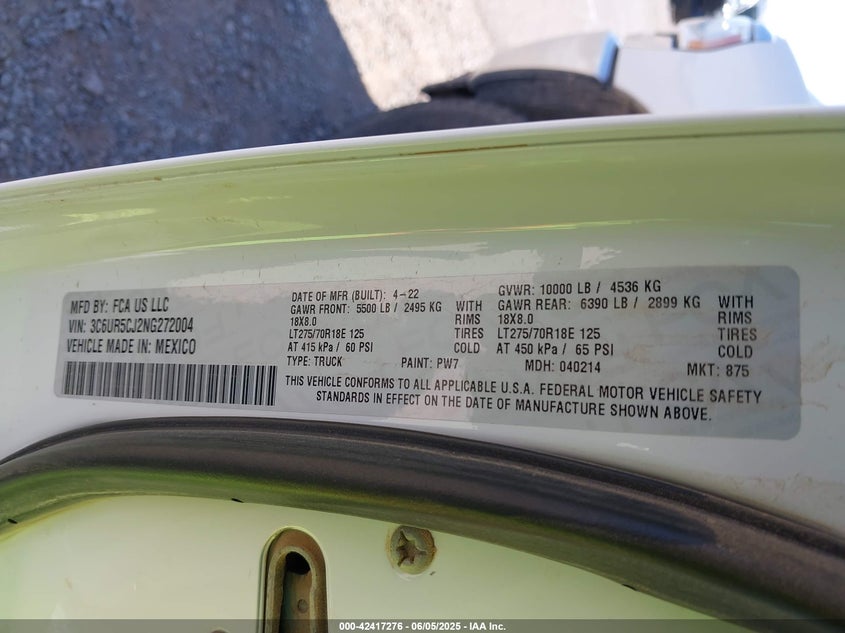 MFD BY: FCA US LLC
VIN: 3C6UR5CJ2NG272004
VEHICLE MADE IN: MEXICO
DATE OF MFR (BUILT): 4-22
GAWR FRONT: 5500 LB / 2495 KG WITH
18X8.0 RIMS
LT275/70R18E 125 TIRES
AT 415 kPa / 60 PSI COLD
TYPE: TRUCK PAINT: PW7
GVWR: 10000 LB / 4536 KG
GAWR REAR: 6390 LB / 2899 KG WITH
18X8.0 RIMS
LT275/70R18E 125 TIRES
AT 450 kPa / 65 PSI COLD
MDH: 040214 MKT: 875
THIS VEHICLE CONFORMS TO ALL APPLICABLE U.S.A. FEDERAL MOTOR VEHICLE SAFETY
STANDARDS IN EFFECT ON THE DATE OF MANUFACTURE SHOWN ABOVE.
000-42417276 - 06/05/2025 - IAA Inc.